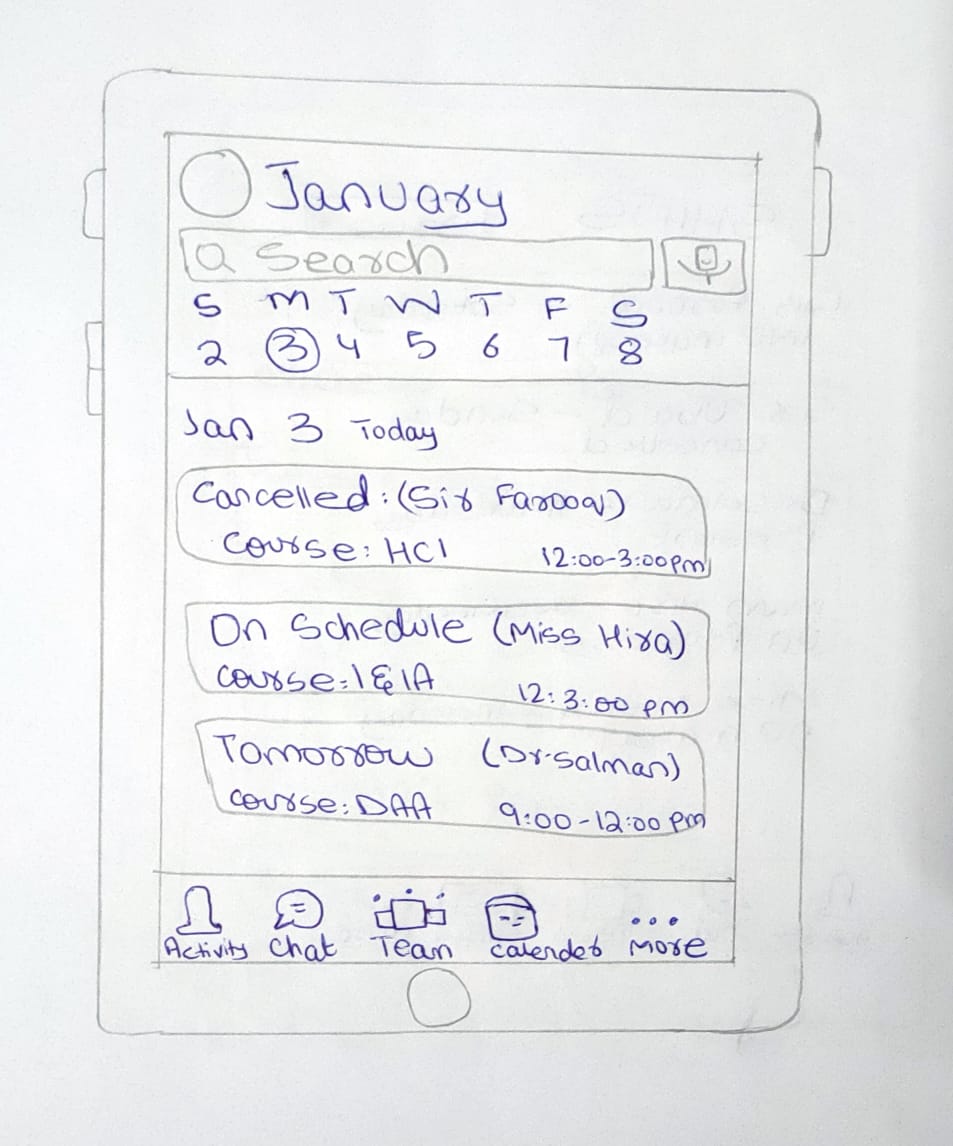 January
Search
S M T W T F S
2 3 4 5 6 7 8
Jan 3 Today
Cancelled: (Sir Farooq)
Course: HCI 12:00-3:00pm
On Schedule (Miss Hira)
Course: I & IA 12:3:00 pm
Tomorrow (Dr. Salman)
Course: DAA 9:00-12:00 pm
Activity Chat Team Calender More